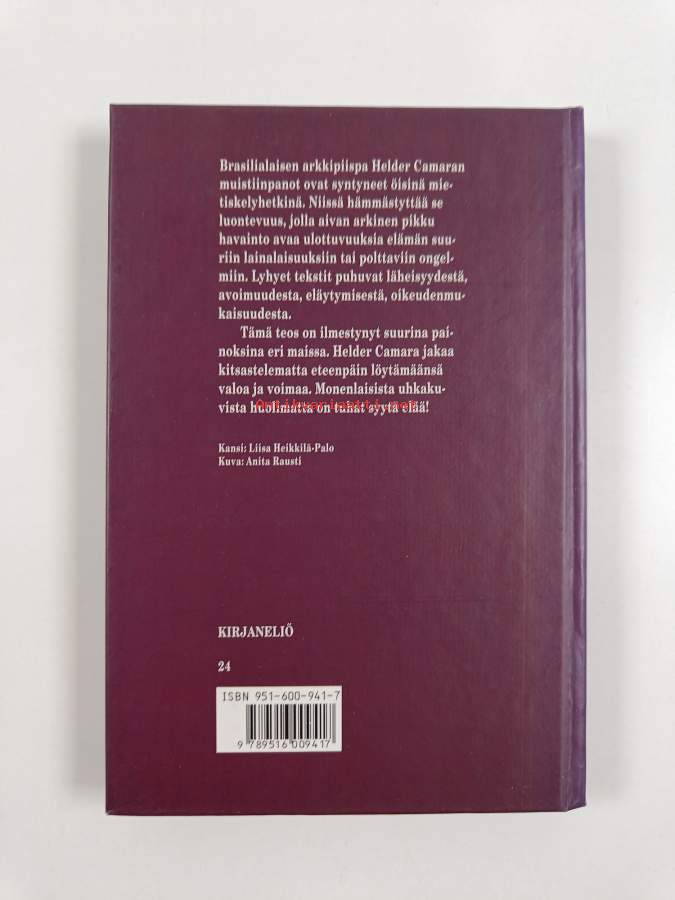 Brasilialaisen arkkipiispa Helder Camaran
muistiinpanot ovat syntyneet öisinä mie-
tiskelyhetkinä. Niissä hämmästyttää se
luontevuus, jolla aivan arkinen pikku
havainto avaa ulottuvuuksia elämän suu-
riin lainalaisuuksiin tai polttaviin ongel-
miin. Lyhyet tekstit puhuvat läheisyydestä,
avoimuudesta, eläytymisestä, oikeudenmu-
kaisuudesta.
Tämä teos on ilmestynyt suurina pai-
noksina eri maissa. Helder Camara jakaa
kitsastelematta eteenpäin löytämäänsä
valoa ja voimaa. Monenlaisista uhkaku-
vista huolimatta on tuhat syytä elää!
Antikvariaatti.net
Kansi: Liisa Heikkilä-Palo
Kuva: Anita Rausti
KIRJANELIÖ
24
ISBN 951-600-941-7
9 789516 009417